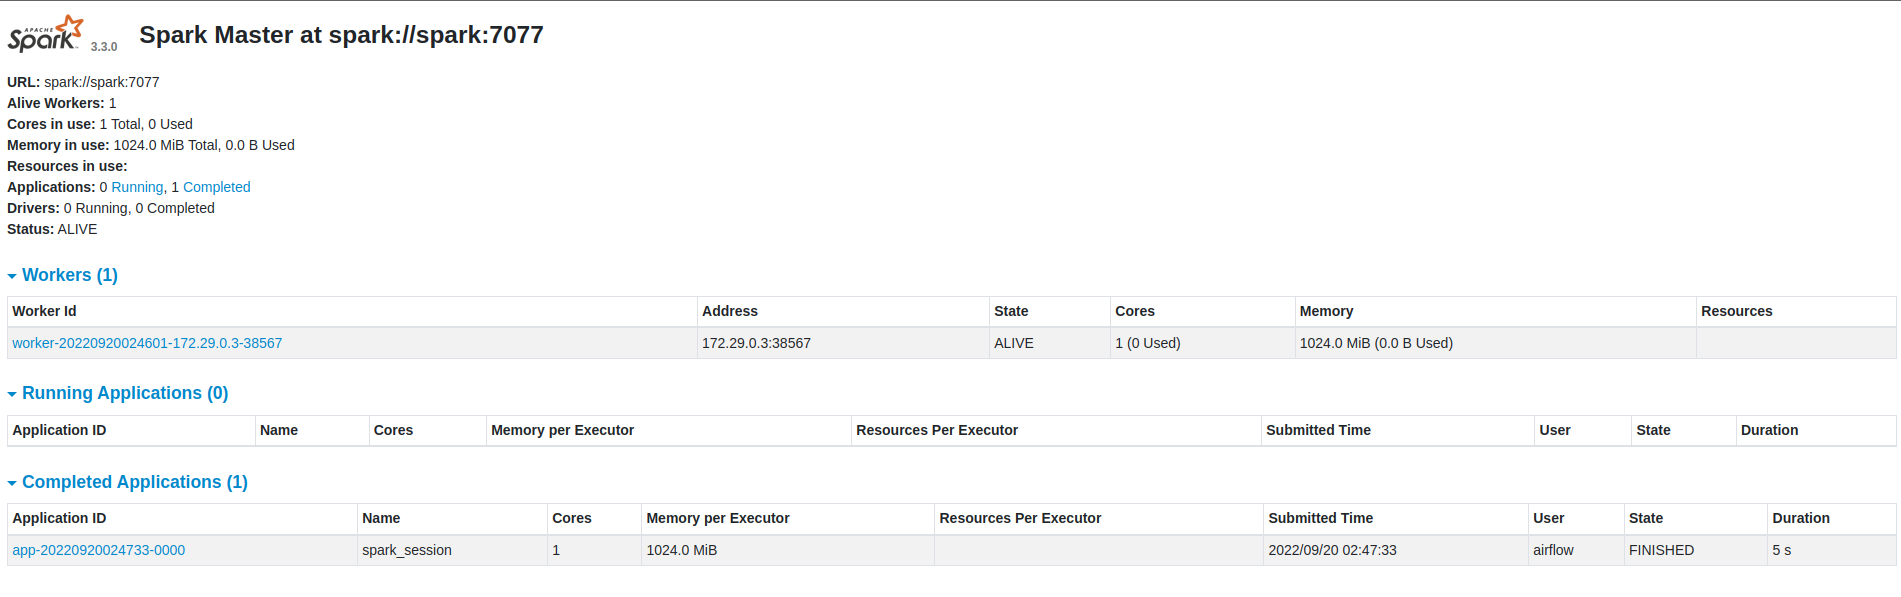 APACHE
Spark 3.3.0 Spark Master at spark://spark:7077
URL: spark://spark:7077
Alive Workers: 1
Cores in use: 1 Total, 0 Used
Memory in use: 1024.0 MiB Total, 0.0 B Used
Resources in use:
Applications: 0 Running, 1 Completed
Drivers: 0 Running, 0 Completed
Status: ALIVE
Workers (1)
Worker Id Address State Cores Memory Resources
worker-20220920024601-172.29.0.3-38567 172.29.0.3:38567 ALIVE 1 (0 Used) 1024.0 MiB (0.0 B Used)
Running Applications (0)
Application ID Name Cores Memory per Executor Resources Per Executor Submitted Time User State Duration
Completed Applications (1)
Application ID Name Cores Memory per Executor Resources Per Executor Submitted Time User State Duration
app-20220920024733-0000 spark_session 1 1024.0 MiB 2022/09/20 02:47:33 airflow FINISHED 5 s